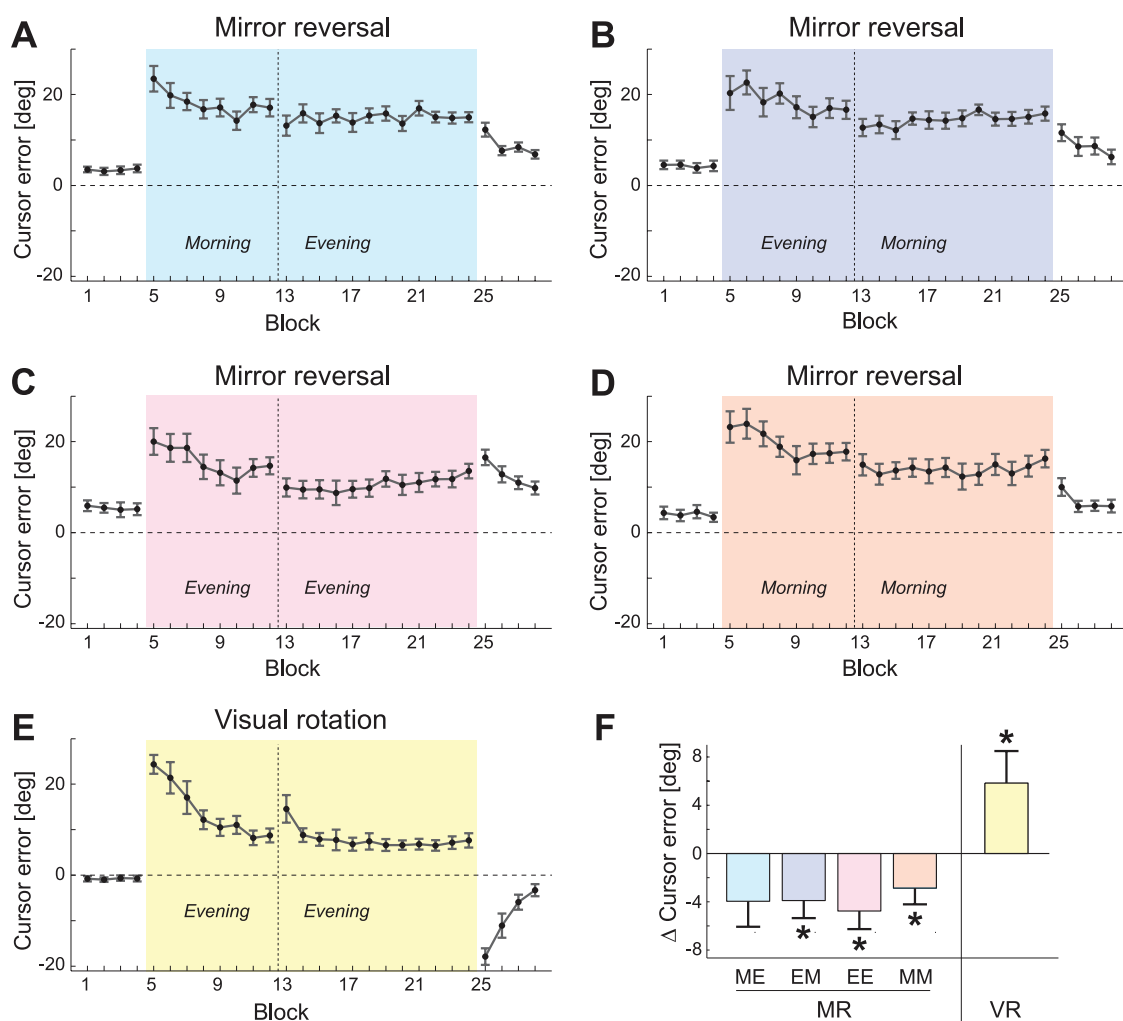 A
Mirror reversal
Cursor error [deg]
20
0
-20
Morning
Evening
1 5 9 13 17 21 25
Block
B
Mirror reversal
Cursor error [deg]
20
0
-20
Evening
Morning
1 5 9 13 17 21 25
Block
C
Mirror reversal
Cursor error [deg]
20
0
-20
Evening
Evening
1 5 9 13 17 21 25
Block
D
Mirror reversal
Cursor error [deg]
20
0
-20
Morning
Morning
1 5 9 13 17 21 25
Block
E
Visual rotation
Cursor error [deg]
20
0
-20
Evening
Evening
1 5 9 13 17 21 25
Block
F
Δ Cursor error [deg]
8
4
0
-4
-8
*
*
*
*
ME EM EE MM
MR
VR